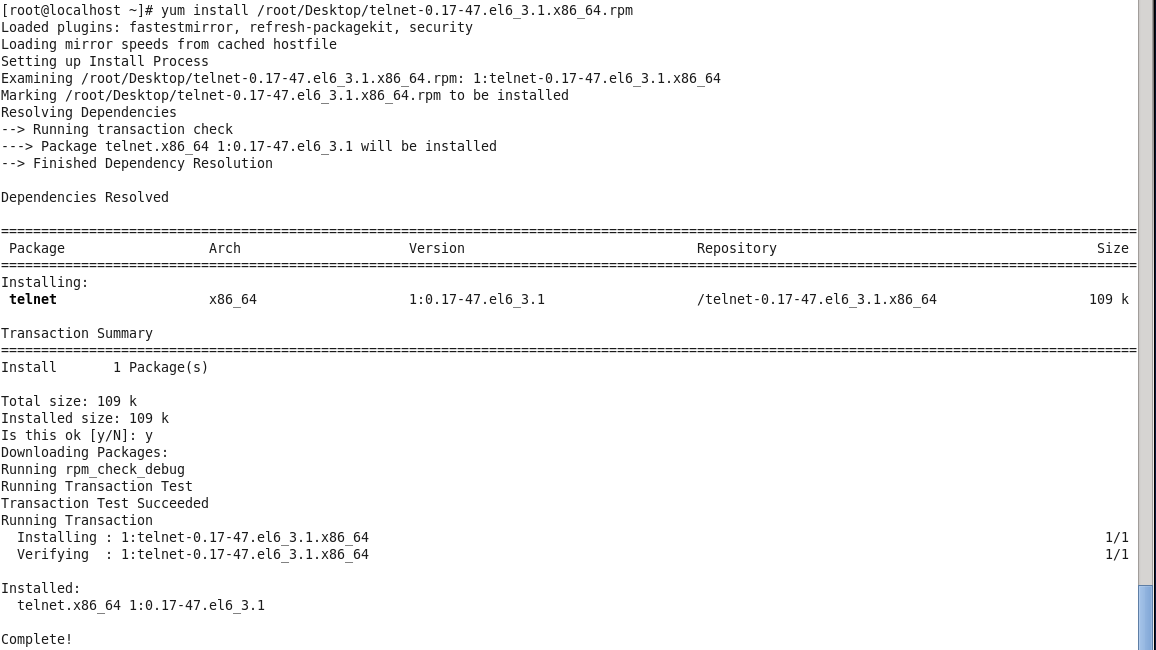 [root@localhost ~]# yum install /root/Desktop/telnet-0.17-47.el6_3.1.x86_64.rpm
Loaded plugins: fastestmirror, refresh-packagekit, security
Loading mirror speeds from cached hostfile
Setting up Install Process
Examining /root/Desktop/telnet-0.17-47.el6_3.1.x86_64.rpm: 1:telnet-0.17-47.el6_3.1.x86_64
Marking /root/Desktop/telnet-0.17-47.el6_3.1.x86_64.rpm to be installed
Resolving Dependencies
--> Running transaction check
---> Package telnet.x86_64 1:0.17-47.el6_3.1 will be installed
--> Finished Dependency Resolution

Dependencies Resolved

================================================================================
Package Arch Version Repository Size
================================================================================
Installing:
telnet x86_64 1:0.17-47.el6_3.1 /telnet-0.17-47.el6_3.1.x86_64 109 k

Transaction Summary
================================================================================
Install 1 Package(s)

Total size: 109 k
Installed size: 109 k
Is this ok [y/N]: y
Downloading Packages:
Running rpm_check_debug
Running Transaction Test
Transaction Test Succeeded
Running Transaction
Installing : 1:telnet-0.17-47.el6_3.1.x86_64 1/1
Verifying : 1:telnet-0.17-47.el6_3.1.x86_64 1/1

Installed:
telnet.x86_64 1:0.17-47.el6_3.1

Complete!